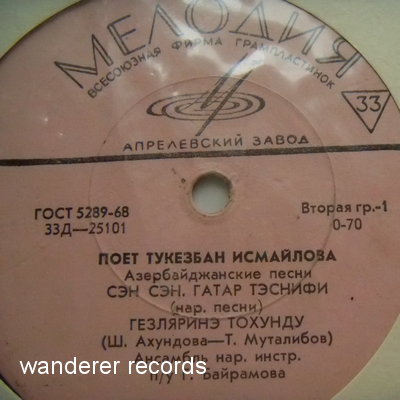 МЕЛОДИЯ
ВСЕСОЮЗНАЯ ФИРМА ГРАМПЛАСТИНОК
33
АПРЕЛЕВСКИЙ ЗАВОД
ГОСТ 5289-68
33Д—25101
Вторая гр.-1
0-70
ПОЕТ ТУКЕЗБАН ИСМАЙЛОВА
Азербайджанские песни
СЭН СЭН. ГАТАР ТЭСНИФИ
(нар. песни)
ГЕЗЛЯРИНЭ ТОХУНДУ
(Ш. Ахундова—Т. Муталибов)
Ансамбль нар. инстр.
п/у Г. Байрамова
wanderer records